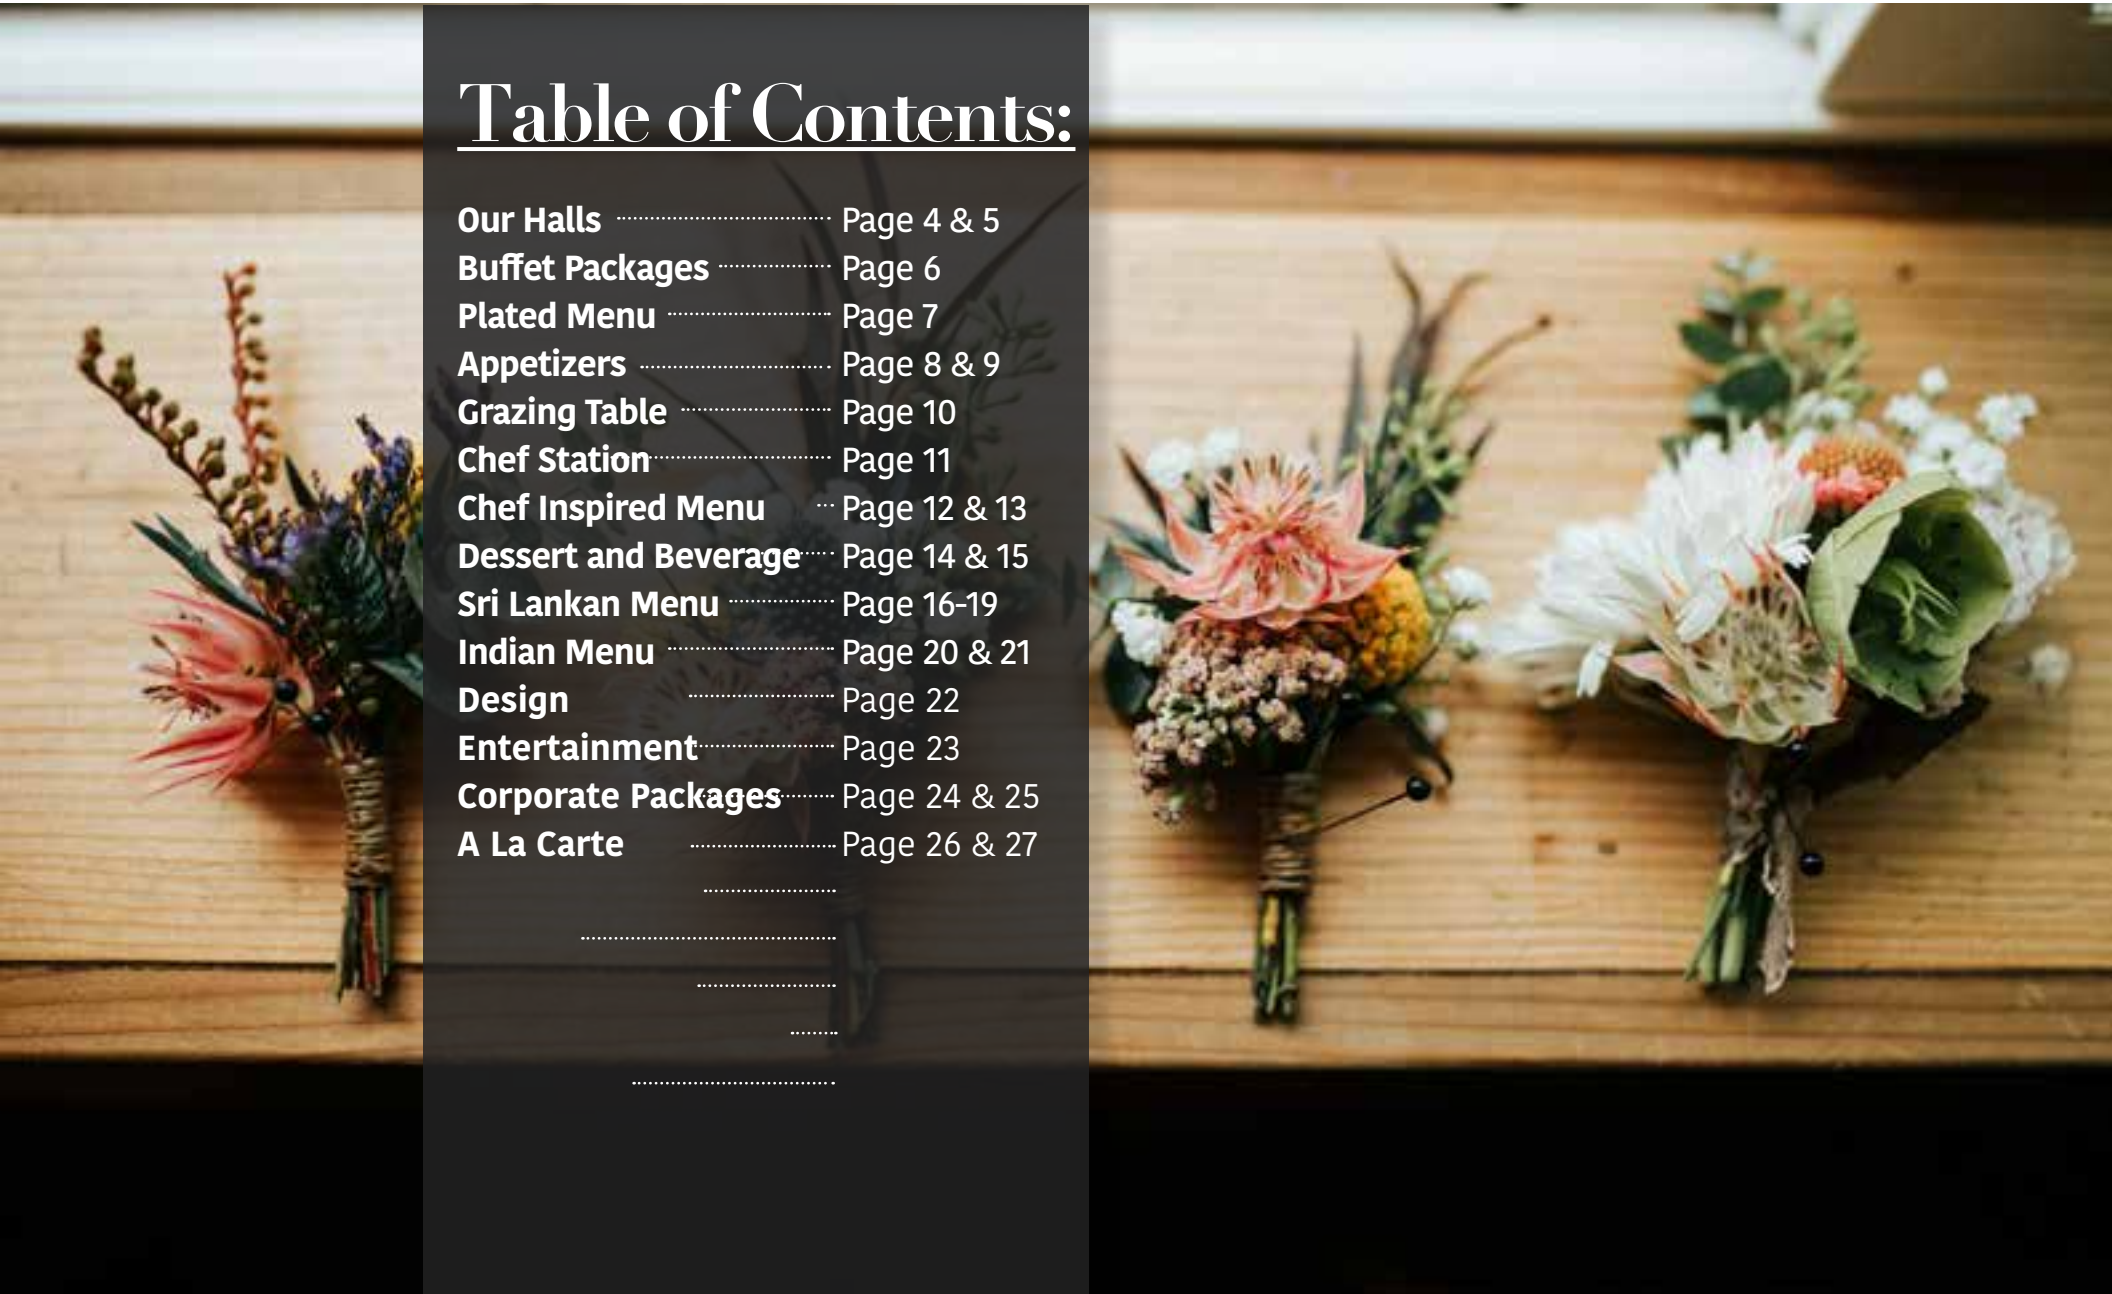 Table of Contents:
Our Halls Page 4 & 5
Buffet Packages Page 6
Plated Menu Page 7
Appetizers Page 8 & 9
Grazing Table Page 10
Chef Station Page 11
Chef Inspired Menu Page 12 & 13
Dessert and Beverage Page 14 & 15
Sri Lankan Menu Page 16-19
Indian Menu Page 20 & 21
Design Page 22
Entertainment Page 23
Corporate Packages Page 24 & 25
A La Carte Page 26 & 27